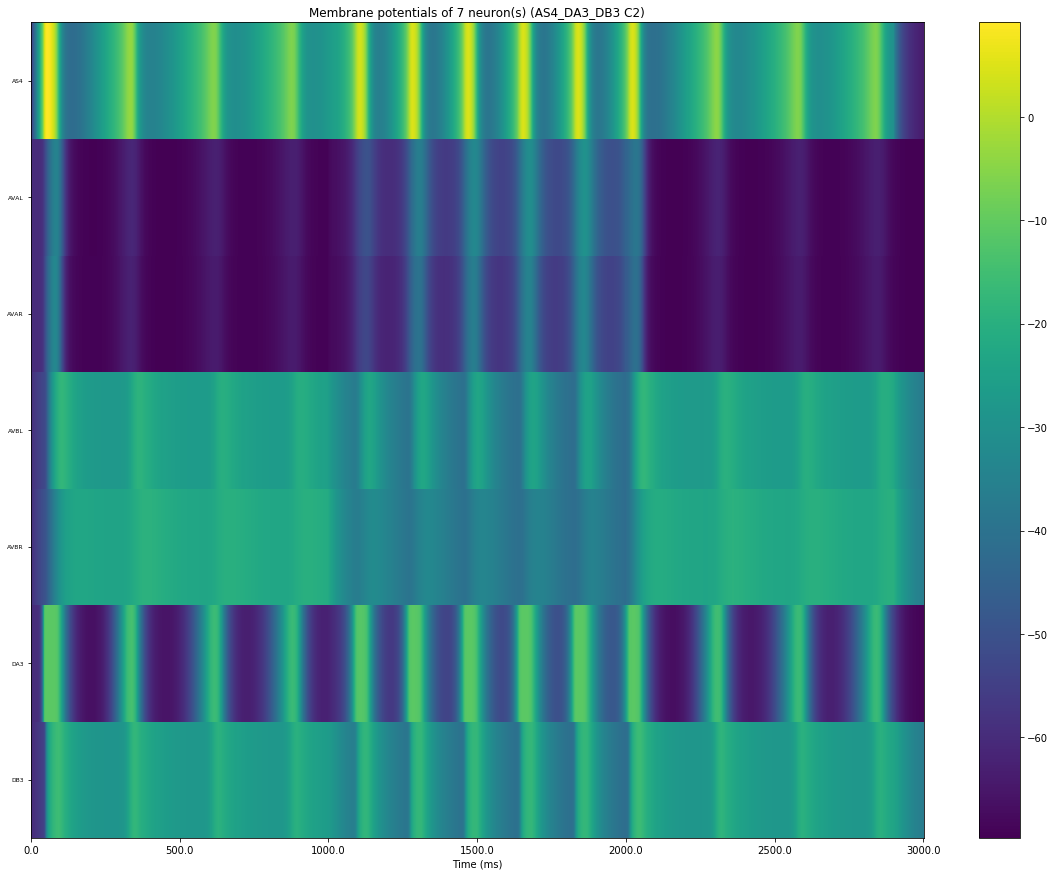 Membrane potentials of 7 neuron(s) (AS4_DA3_DB3 C2)
AS4
AVAL
AVAR
AVBL
AVBR
DA3
DB3
0.0 500.0 1000.0 1500.0 2000.0 2500.0 3000.0
Time (ms)
0
−10
−20
−30
−40
−50
−60